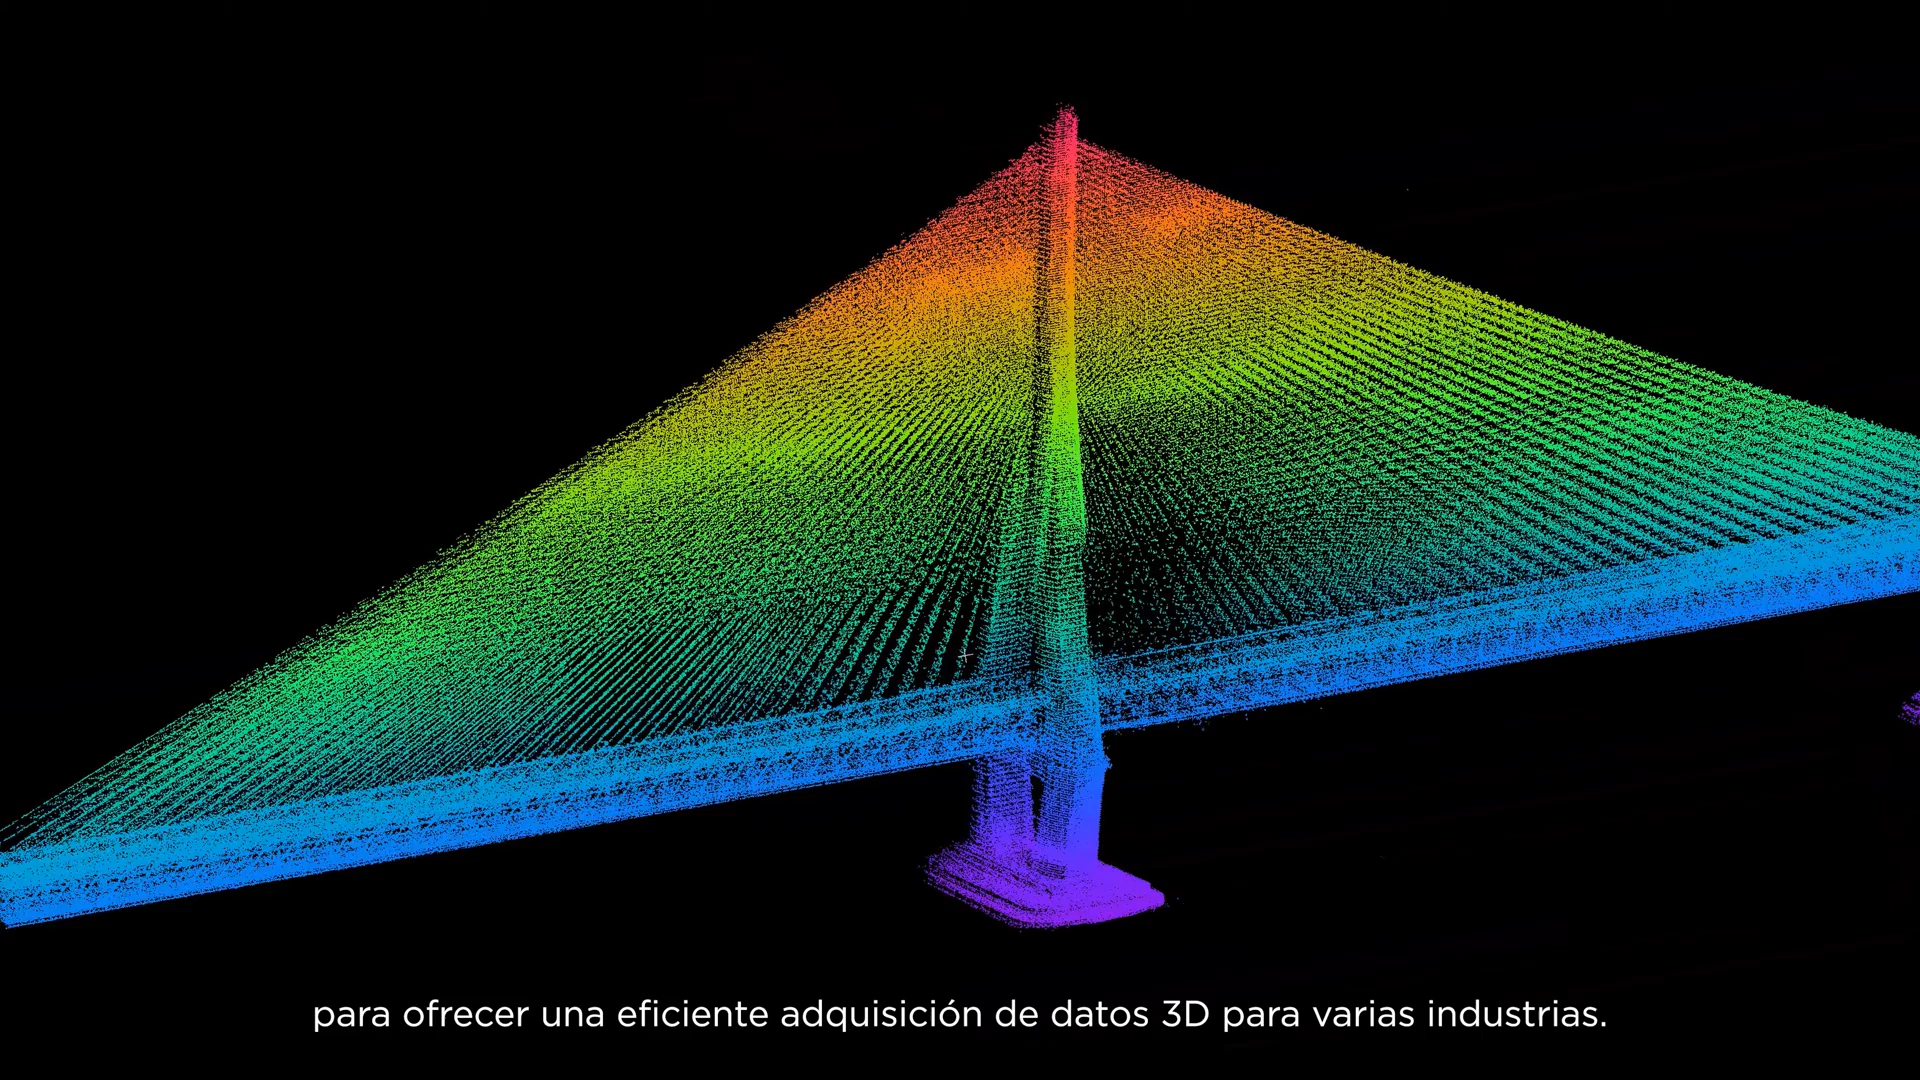 para ofrecer una eficiente adquisición de datos 3D para varias industrias.